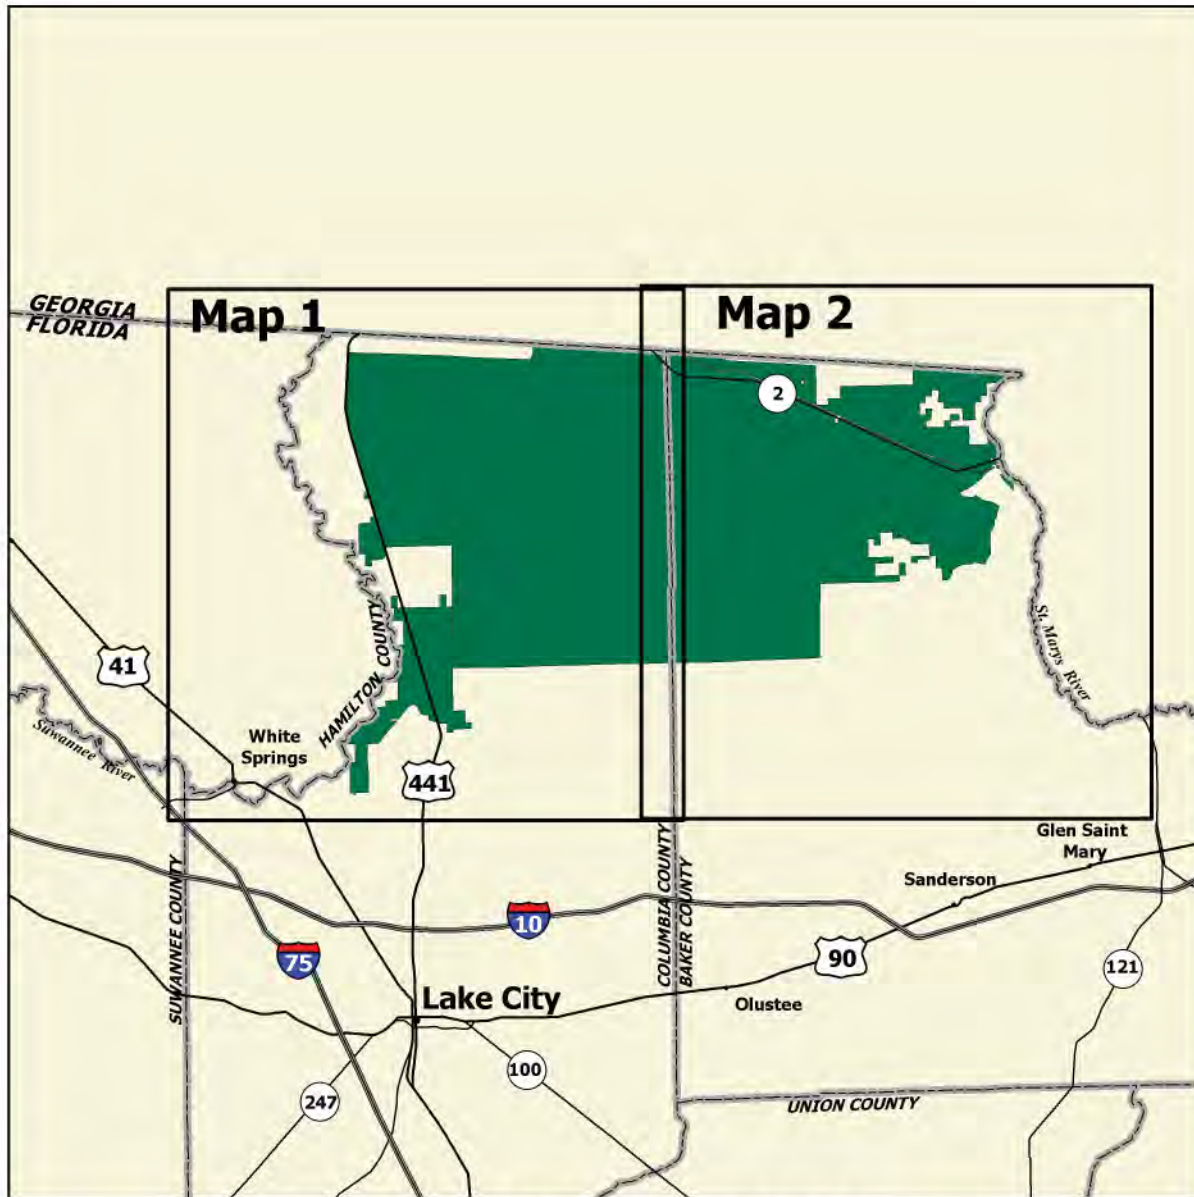 GEORGIA
FLORIDA
Map 1
Map 2
2
41
White
Springs
HAMILTON COUNTY
St. Marys River
Suwannee River
441
Glen Saint
Mary
Sanderson
SUWANNEE COUNTY
COLUMBIA COUNTY
BAKER COUNTY
10
75
90
121
Lake City
Olustee
100
247
UNION COUNTY